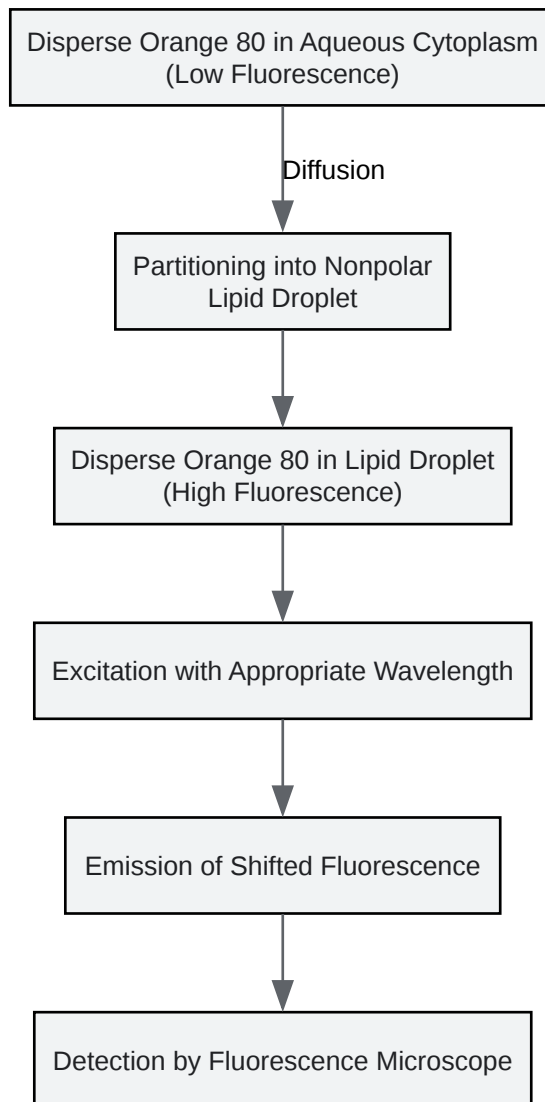 Disperse Orange 80 in Aqueous Cytoplasm
(Low Fluorescence)
Diffusion
Partitioning into Nonpolar
Lipid Droplet
Disperse Orange 80 in Lipid Droplet
(High Fluorescence)
Excitation with Appropriate Wavelength
Emission of Shifted Fluorescence
Detection by Fluorescence Microscope